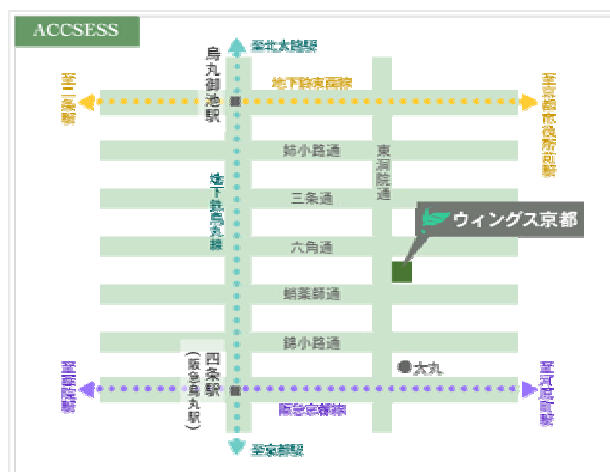 ACCSESS
至北大路駅
烏丸御池駅
地下鉄東西線
至二条駅
至京都市役所前駅
姉小路通
東洞院通
地下鉄烏丸線
三条通
ウィングス京都
六角通
蛸薬師通
錦小路通
大丸
四条駅
(阪急烏丸駅)
至河原町駅
阪急京都線
至京都駅